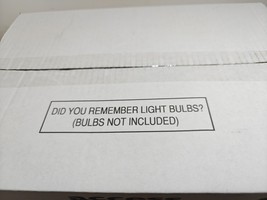 DID YOU REMEMBER LIGHT BULBS?
(BULBS NOT INCLUDED)